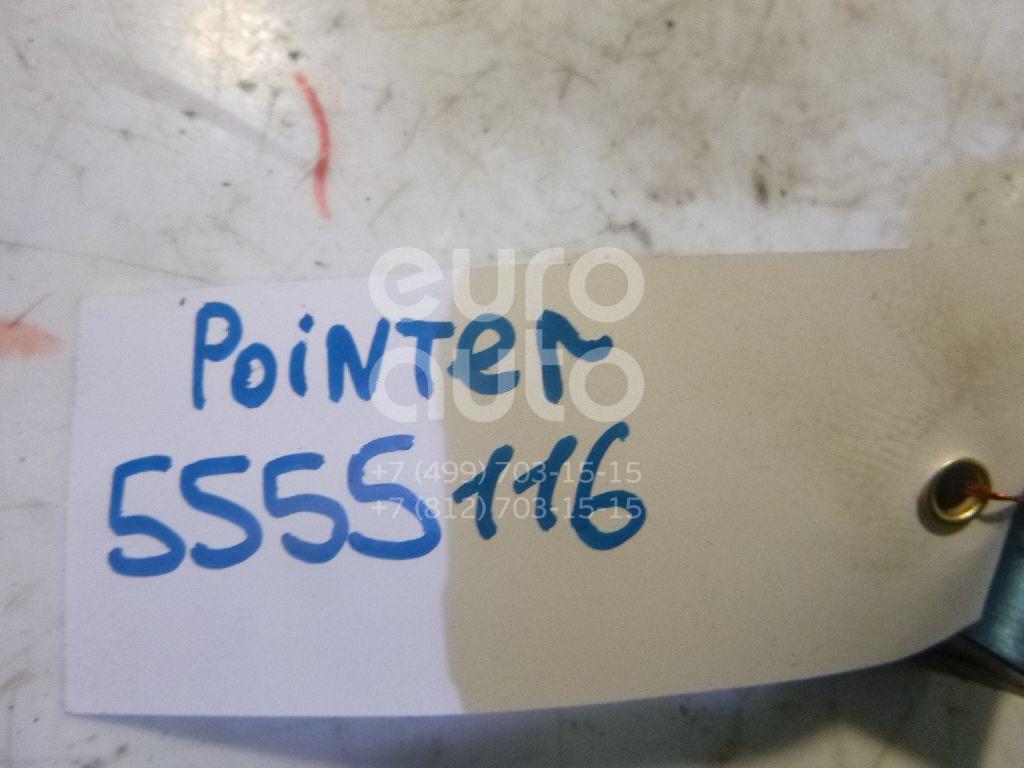 euro
auto
Pointer
5555116
+7 (499) 703-15-15
+7 (812) 703-15-15